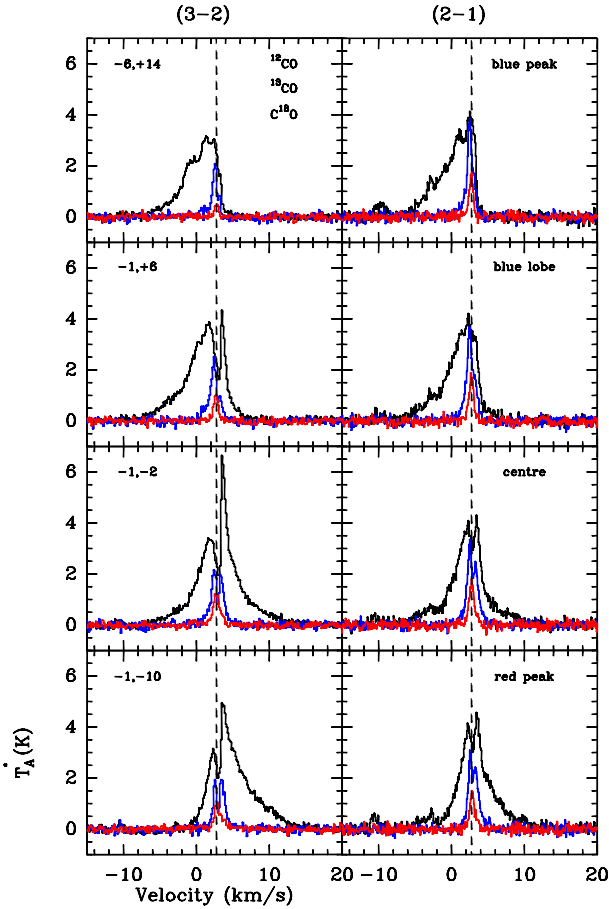 (3−2) (2−1)
6
4
2
0
−6,+14
¹²CO
¹³CO
C¹⁸O
blue peak
6
4
2
0
−1,+6
blue lobe
6
4
2
0
−1,−2
centre
6
4
2
0
−1,−10
red peak
T*A(K)
−10 0 10 20 −10 0 10 20
Velocity (km/s)